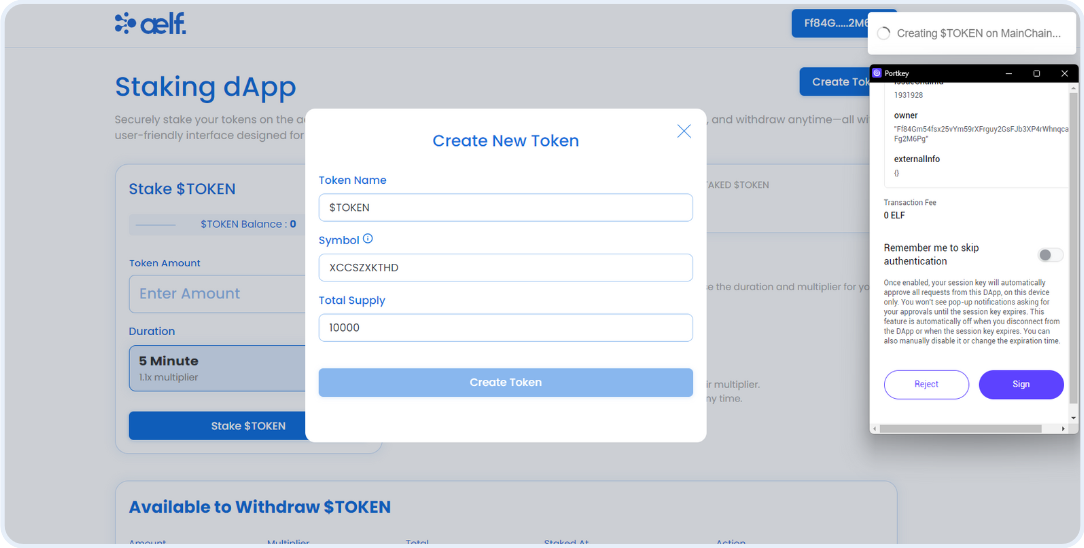 aelf.
Ff84G.....2M6
Creating $TOKEN on MainChain...
Staking dApp
Create Tok
Securely stake your tokens on the a
, and withdraw anytime—all wi
user-friendly interface designed for
Stake $TOKEN
$TOKEN Balance : 0
Token Amount
Enter Amount
Duration
5 Minute
1.1x multiplier
Stake $TOKEN
TAKED $TOKEN
se the duration and multiplier for yo
ir multiplier.
ny time.
Create New Token
Token Name
$TOKEN
Symbol
XCCSZXKTHD
Total Supply
10000
Create Token
Portkey
1931928
owner
"Ff84Gm54fsx25vYm59rXFrguy2GsFJb3XP4rWhnqca
Fg2M6Pg"
externalInfo
{}
Transaction Fee
0 ELF
Remember me to skip
authentication
Once enabled, your session key will automatically
approve all requests from this DApp, on this device
only. You won't see pop-up notifications asking for
your approvals until the session key expires. This
feature is automatically off when you disconnect from
the DApp or when the session key expires. You can
also manually disable it or change the expiration time.
Reject
Sign
Available to Withdraw $TOKEN
Amount
Multiplier
Total
Staked At
Action